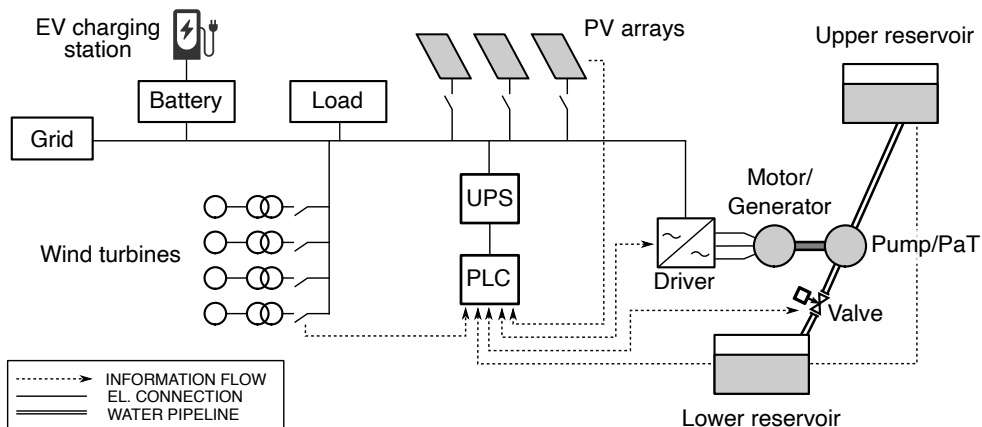 EV charging
station
PV arrays
Upper reservoir
Battery
Load
Grid
Motor/
Generator
UPS
Wind turbines
Pump/PaT
PLC
Driver
Valve
INFORMATION FLOW
EL. CONNECTION
WATER PIPELINE
Lower reservoir